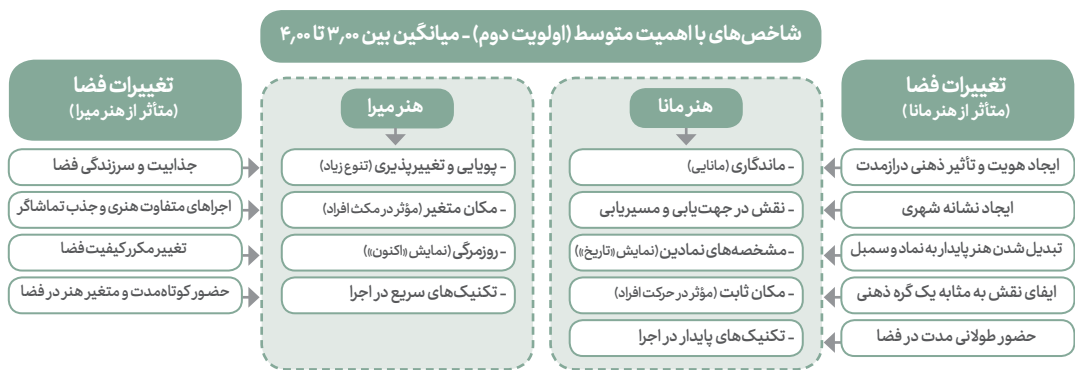 شاخص‌های با اهمیت متوسط (اولویت دوم) - میانگین بین ۳٫۰۰ تا ۴٫۰۰
تغییرات فضا
(متأثر از هنر مانا)
ایجاد هویت و تأثیر ذهنی درازمدت
ایجاد نشانه شهری
تبدیل شدن هنر پایدار به نماد و سمبل
ایفای نقش به مثابه یک گره ذهنی
حضور طولانی مدت در فضا
هنر مانا
- ماندگاری (مانایی)
- نقش در جهت‌یابی و مسیریابی
- مشخصه‌های نمادین (نمایش «تاریخ»)
- مکان ثابت (مؤثر در حرکت افراد)
- تکنیک‌های پایدار در اجرا
هنر میرا
- پویایی و تغییرپذیری (تنوع زیاد)
- مکان متغیر (مؤثر در مکث افراد)
- روزمرگی (نمایش «اکنون»)
- تکنیک‌های سریع در اجرا
تغییرات فضا
(متأثر از هنر میرا)
جذابیت و سرزندگی فضا
اجراهای متفاوت هنری و جذب تماشاگر
تغییر مکرر کیفیت فضا
حضور کوتاه‌مدت و متغیر هنر در فضا